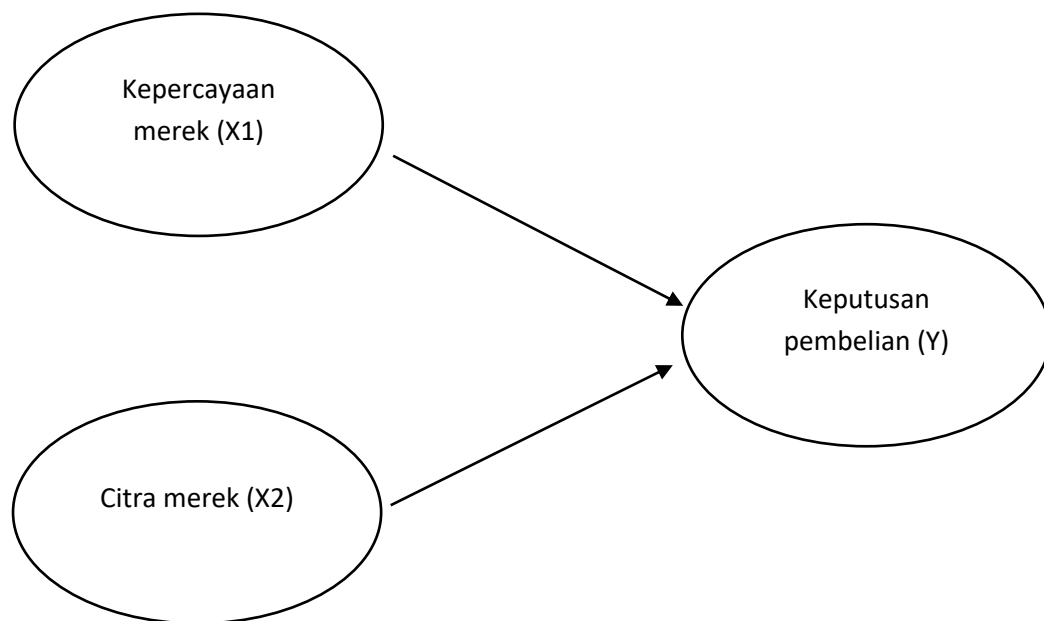 Kepercayaan
merek (X1)
Keputusan
pembelian (Y)
Citra merek (X2)